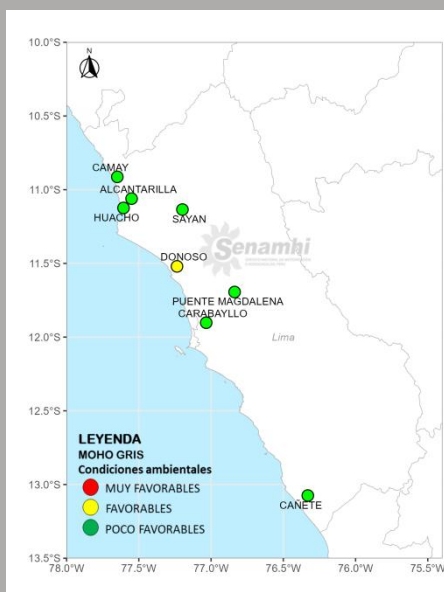 10.0°S
N
10.5°S
CAMAY
11.0°S
ALCANTARILLA
HUACHO
SAYAN
Senamhi
DONOSO
11.5°S
PUENTE MAGDALENA
CARABAYLLO
12.0°S
Lima
12.5°S
LEYENDA
MOHO GRIS
Condiciones ambientales
MUY FAVORABLES
FAVORABLES
POCO FAVORABLES
13.0°S
CAÑETE
13.5°S
78.0°W 77.5°W 77.0°W 76.5°W 76.0°W 75.5°W